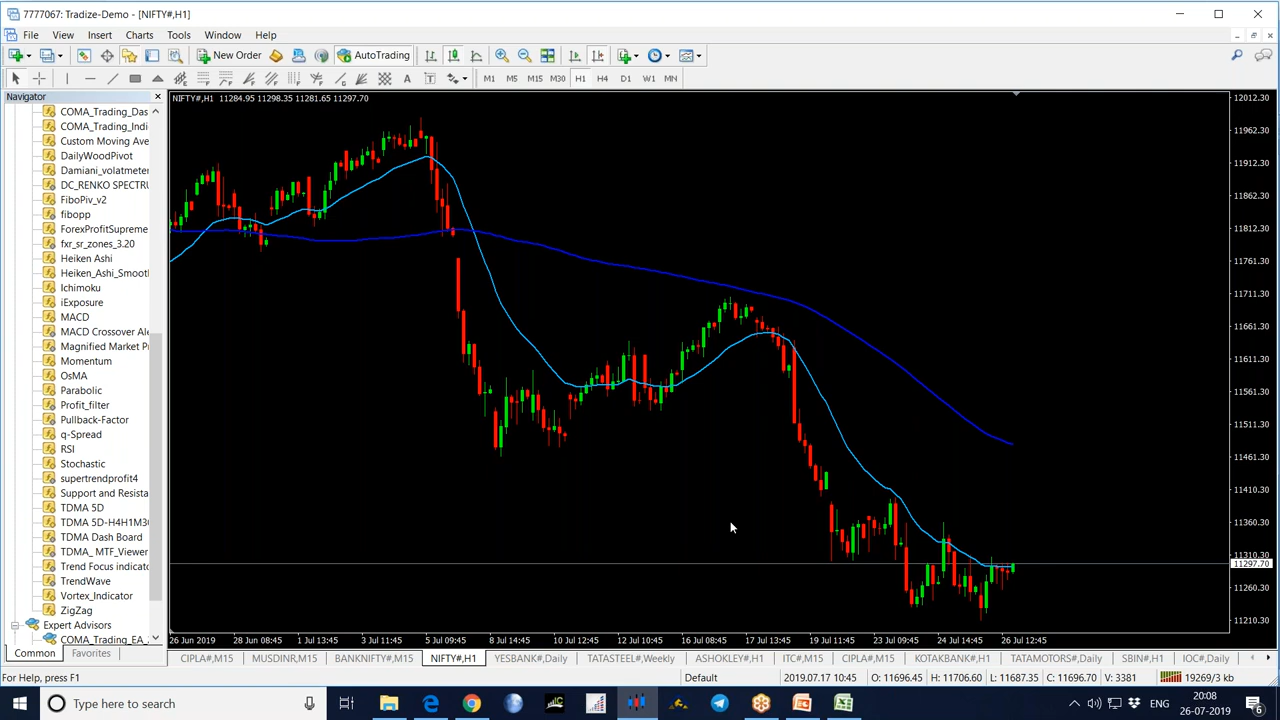 7777067: Tradize-Demo - [NIFTY#,H1]
File View Insert Charts Tools Window Help
New Order AutoTrading
A T M1 M5 M15 M30 H1 H4 D1 W1 MN
Navigator
COMA_Trading_Das
COMA_Trading_Indi
Custom Moving Ave
DailyWoodPivot
Damiani_volatmeter
DC_RENKO SPECTRU
FiboPiv_v2
fibopp
ForexProfitSupreme
fxr_sr_zones_3.20
Heiken Ashi
Heiken_Ashi_Smoot
Ichimoku
iExposure
MACD
MACD Crossover Ale
Magnified Market P
Momentum
OsMA
Parabolic
Profit_filter
Pullback-Factor
q-Spread
RSI
Stochastic
supertrendprofit4
Support and Resista
TDMA 5D
TDMA 5D-H4H1M30
TDMA Dash Board
TDMA_ MTF_Viewer
Trend Focus indicato
TrendWave
Vortex_Indicator
ZigZag
Expert Advisors
COMA_Trading_EA_
Common Favorites
NIFTY#,H1 11284.95 11298.35 11281.65 11297.70
12012.30
11962.30
11912.30
11862.30
11812.30
11761.30
11711.30
11661.30
11611.30
11561.30
11511.30
11461.30
11410.30
11360.30
11310.30
11297.70
11260.30
11210.30
26 Jun 2019 28 Jun 08:45 1 Jul 13:45 3 Jul 11:45 5 Jul 09:45 8 Jul 14:45 10 Jul 12:45 12 Jul 10:45 16 Jul 08:45 17 Jul 13:45 19 Jul 11:45 23 Jul 09:45 24 Jul 14:45 26 Jul 12:45
CIPLA#,M15 MUSDINR,M15 BANKNIFTY#,M15 NIFTY#,H1 YESBANK#,Daily TATASTEEL#,Weekly ASHOKLEY#,H1 ITC#,M15 CIPLA#,M15 KOTAKBANK#,H1 TATAMOTORS#,Daily SBIN#,H1 IOC#,Daily
For Help, press F1 Default 2019.07.17 10:45 O: 11696.45 H: 11706.60 L: 11687.35 C: 11696.70 V: 3381 19269/3 kb
Type here to search
ENG
20:08
26-07-2019
6